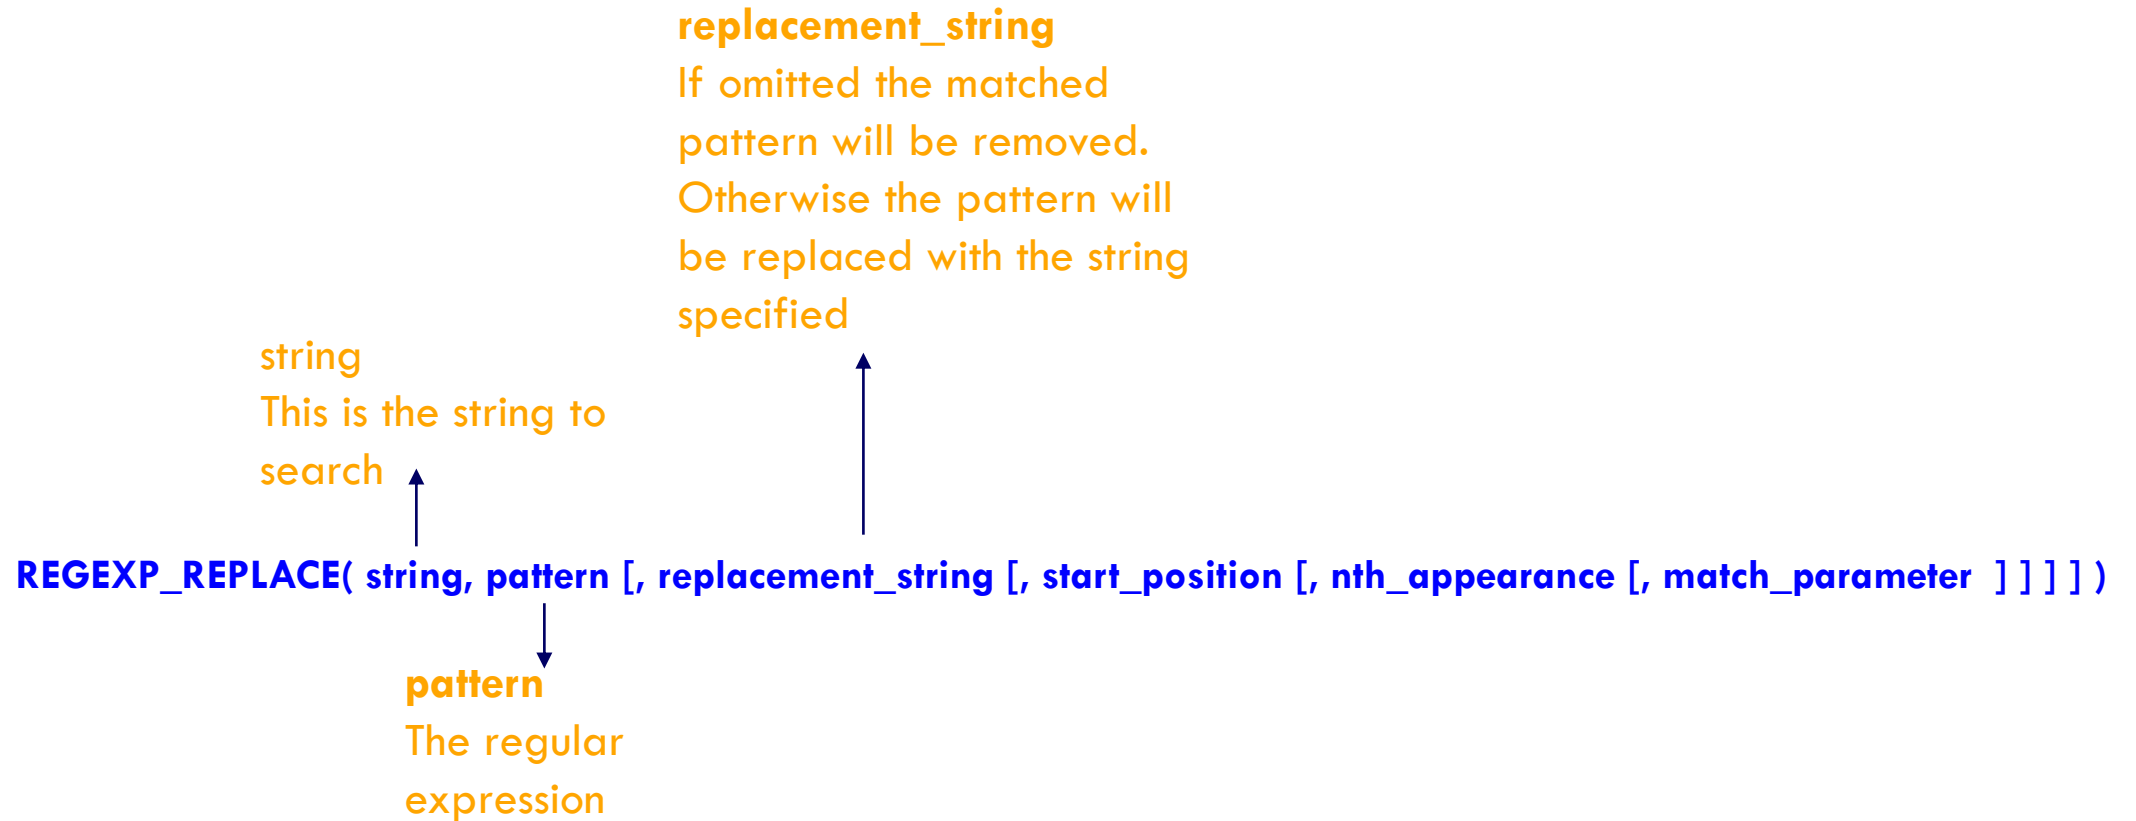 replacement_string
If omitted the matched
pattern will be removed.
Otherwise the pattern will
be replaced with the string
specified
string
This is the string to
search
REGEXP_REPLACE( string, pattern [, replacement_string [, start_position [, nth_appearance [, match_parameter ] ] ] ] )
pattern
The regular
expression